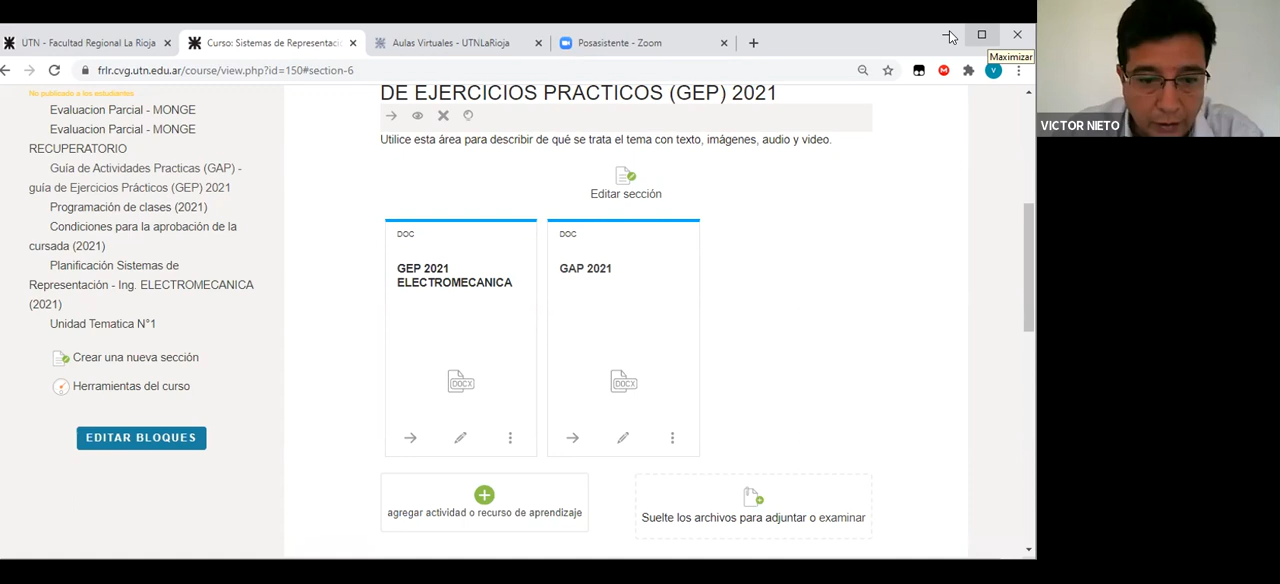 UTN - Facultad Regional La Rioja
Curso: Sistemas de Representaci
Aulas Virtuales - UTNLaRioja
Posasistente - Zoom
Maximizar
frlr.cvg.utn.edu.ar/course/view.php?id=150#section-6
M
V
VICTOR NIETO
No publicado a los estudiantes
Evaluacion Parcial - MONGE
Evaluacion Parcial - MONGE
RECUPERATORIO
Guía de Actividades Practicas (GAP) -
guía de Ejercicios Prácticos (GEP) 2021
Programación de clases (2021)
Condiciones para la aprobación de la
cursada (2021)
Planificación Sistemas de
Representación - Ing. ELECTROMECANICA
(2021)
Unidad Tematica N°1
Crear una nueva sección
Herramientas del curso
EDITAR BLOQUES
DE EJERCICIOS PRACTICOS (GEP) 2021
Utilice esta área para describir de qué se trata el tema con texto, imágenes, audio y video.
Editar sección
DOC
GEP 2021
ELECTROMECANICA
DOCX
DOC
GAP 2021
DOCX
agregar actividad o recurso de aprendizaje
Suelte los archivos para adjuntar o examinar